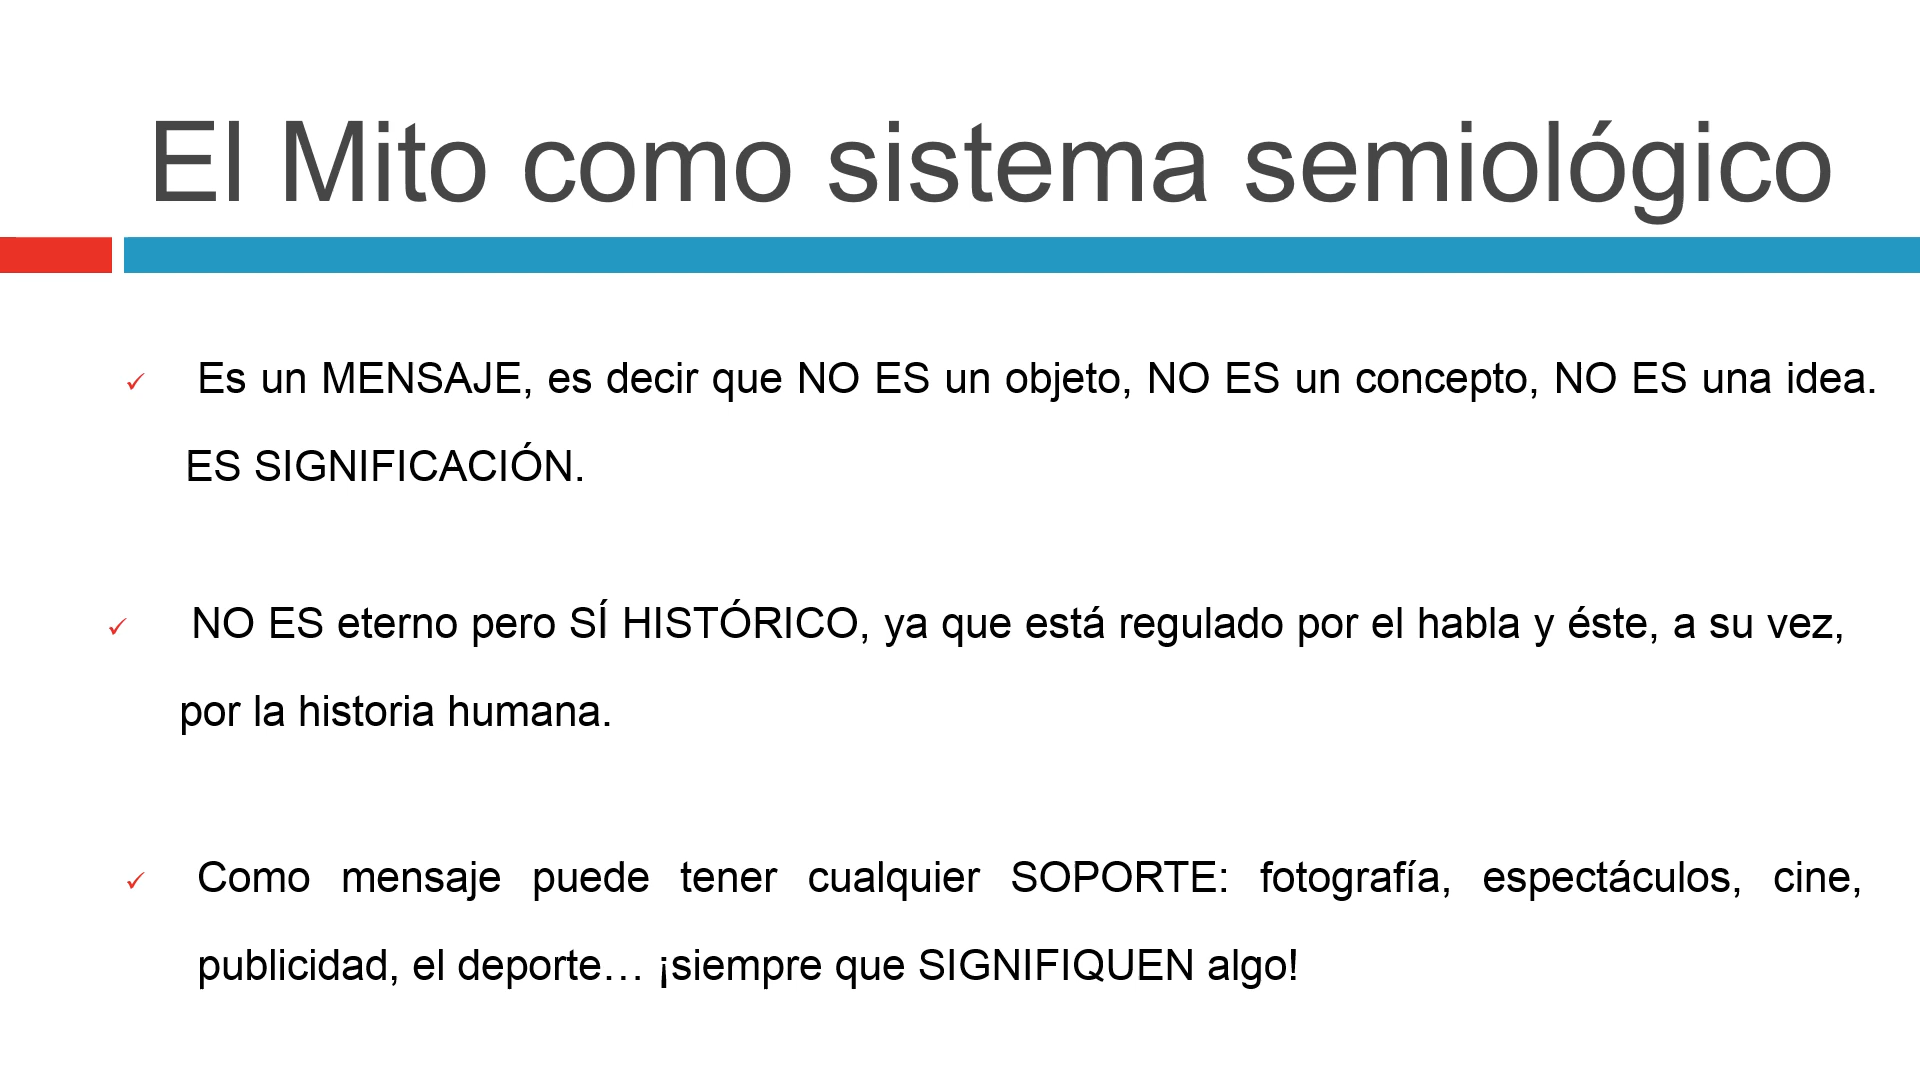 El Mito como sistema semiológico
✓ Es un MENSAJE, es decir que NO ES un objeto, NO ES un concepto, NO ES una idea.
ES SIGNIFICACIÓN.
✓ NO ES eterno pero SÍ HISTÓRICO, ya que está regulado por el habla y éste, a su vez,
por la historia humana.
✓ Como mensaje puede tener cualquier SOPORTE: fotografía, espectáculos, cine,
publicidad, el deporte… ¡siempre que SIGNIFIQUEN algo!